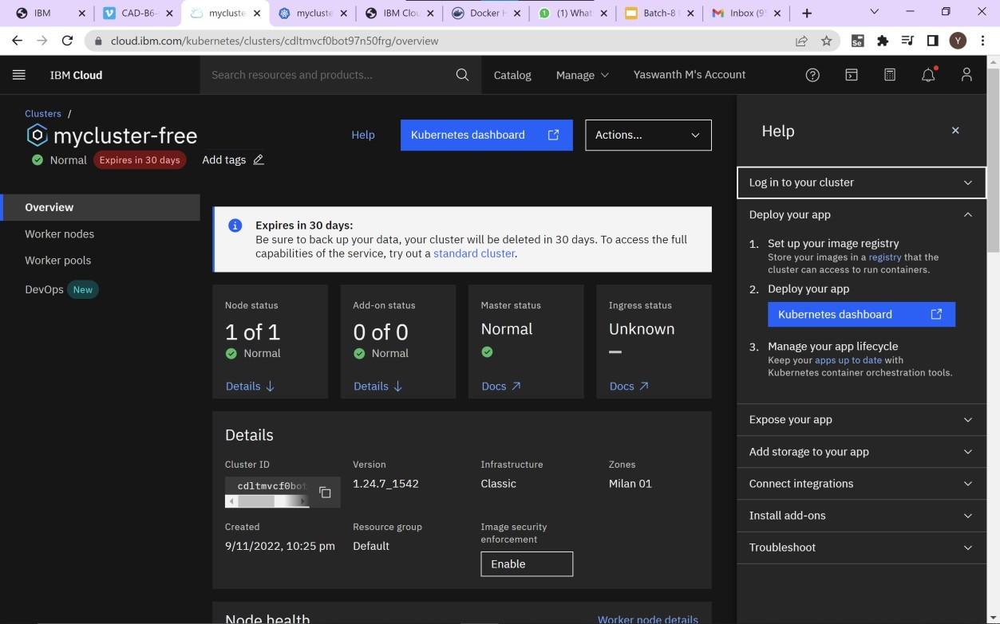 IBM
CAD-B6-
mycluste
mycluste
IBM Clou
Docker H
(1) What
Batch-8 I
Inbox (9
cloud.ibm.com/kubernetes/clusters/cdltmvcf0bot97n50frg/overview
Se
Y
IBM Cloud
Search resources and products...
Catalog
Manage
Yaswanth M's Account
Clusters /
mycluster-free
Normal
Expires in 30 days
Add tags
Help
Kubernetes dashboard
Actions...
Overview
Worker nodes
Worker pools
DevOps New
Expires in 30 days:
Be sure to back up your data, your cluster will be deleted in 30 days. To access the full
capabilities of the service, try out a standard cluster.
Node status
1 of 1
Normal
Details
Add-on status
0 of 0
Normal
Details
Master status
Normal
Docs
Ingress status
Unknown
Docs
Details
Cluster ID
cdltmvcf0bot
Version
1.24.7_1542
Infrastructure
Classic
Zones
Milan 01
Created
9/11/2022, 10:25 pm
Resource group
Default
Image security
enforcement
Enable
Node health
Worker node details
Help
Log in to your cluster
Deploy your app
1. Set up your image registry
Store your images in a registry that the
cluster can access to run containers.
2. Deploy your app
Kubernetes dashboard
3. Manage your app lifecycle
Keep your apps up to date with
Kubernetes container orchestration tools.
Expose your app
Add storage to your app
Connect integrations
Install add-ons
Troubleshoot